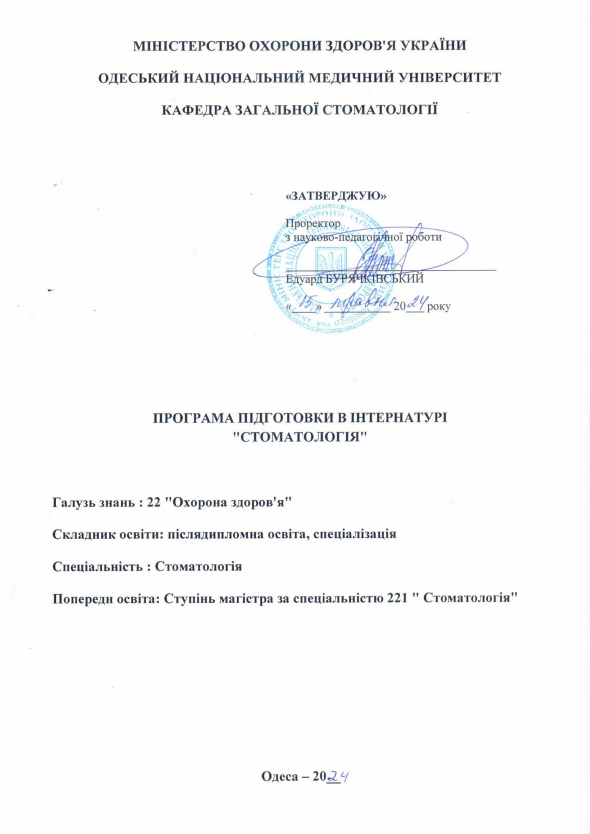 МІНІСТЕРСТВО ОХОРОНИ ЗДОРОВ'Я УКРАЇНИ
ОДЕСЬКИЙ НАЦІОНАЛЬНИЙ МЕДИЧНИЙ УНІВЕРСИТЕТ
КАФЕДРА ЗАГАЛЬНОЇ СТОМАТОЛОГІЇ
«ЗАТВЕРДЖУЮ»
Проректор
з науково-педагогічної роботи
Едуард БУРЯЧКІВСЬКИЙ
«15» травня 2024 року
ПРОГРАМА ПІДГОТОВКИ В ІНТЕРНАТУРІ
"СТОМАТОЛОГІЯ"
Галузь знань : 22 "Охорона здоров'я"
Складник освіти: післядипломна освіта, спеціалізація
Спеціальність : Стоматологія
Попередн освіта: Ступінь магістра за спеціальністю 221 " Стоматологія"
Одеса – 2024